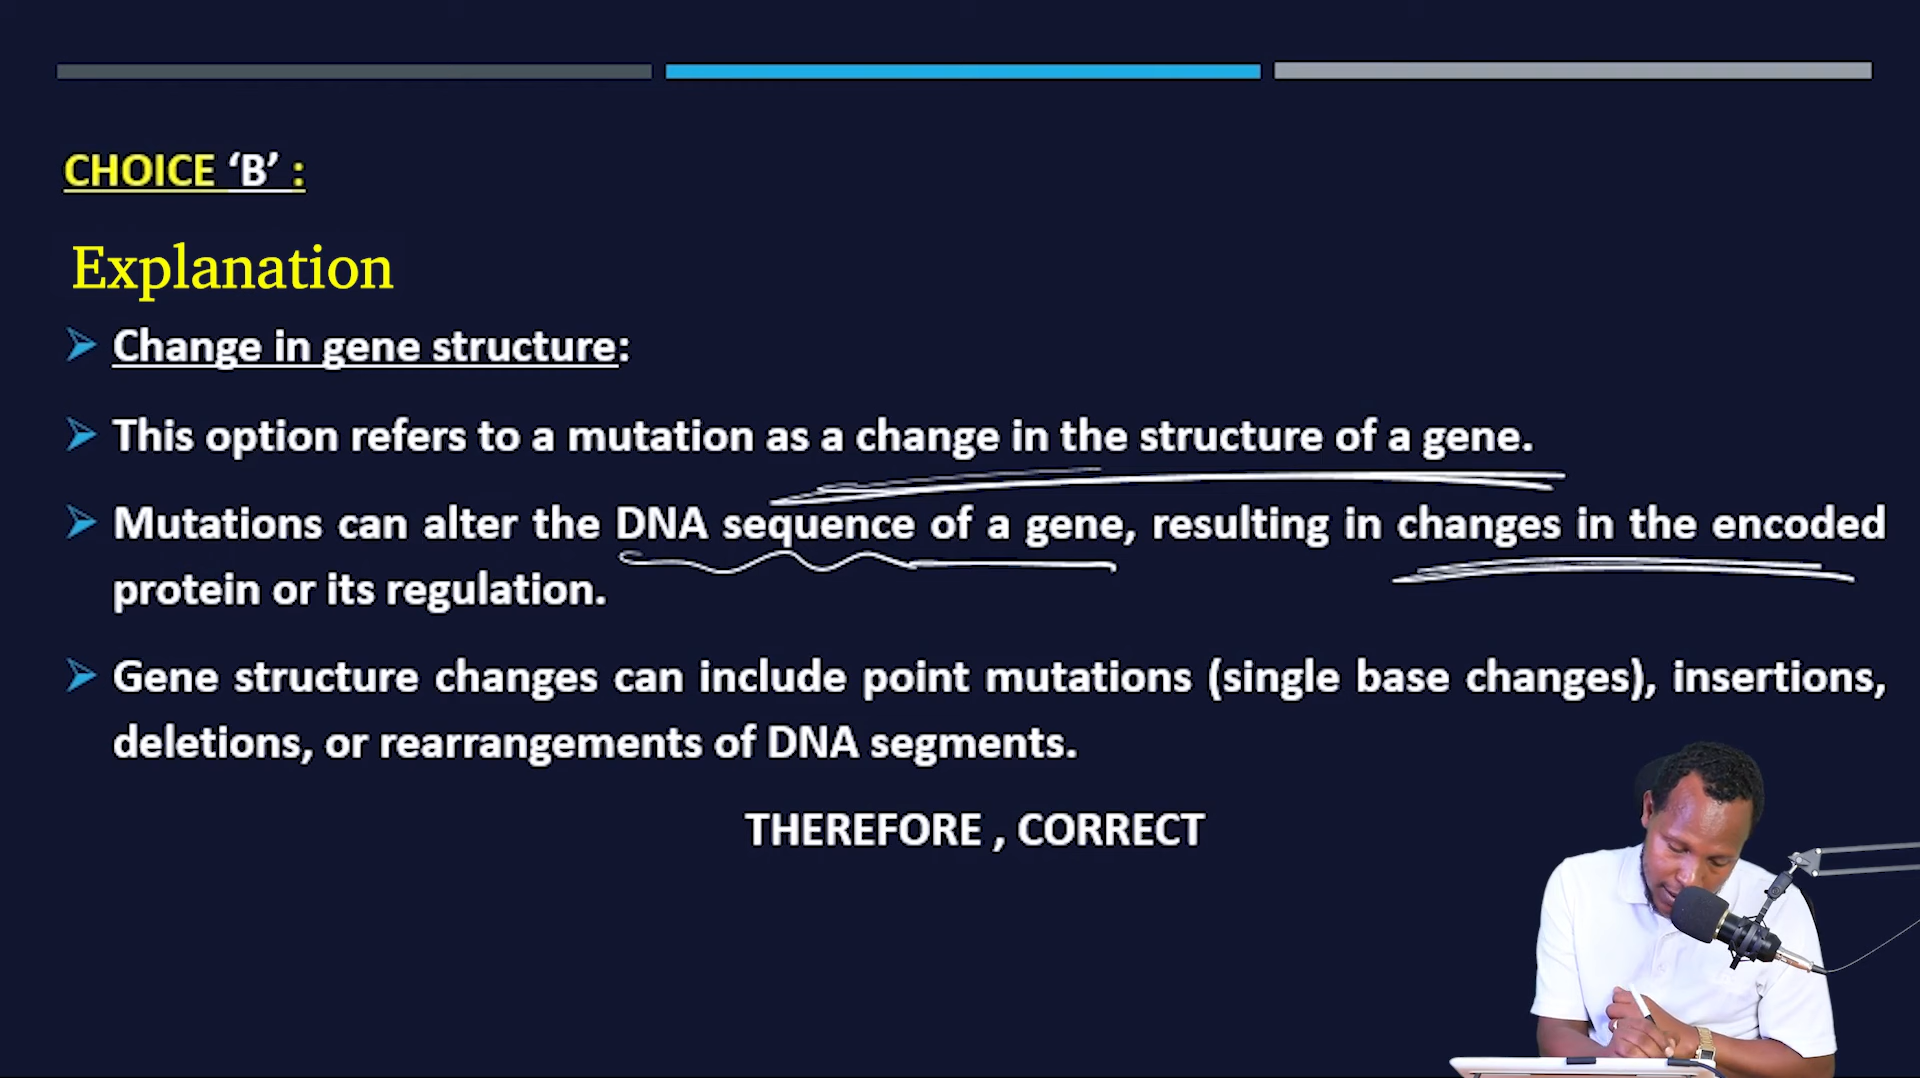 CHOICE ‘B’ :
Explanation
Change in gene structure:
This option refers to a mutation as a change in the structure of a gene.
Mutations can alter the DNA sequence of a gene, resulting in changes in the encoded
protein or its regulation.
Gene structure changes can include point mutations (single base changes), insertions,
deletions, or rearrangements of DNA segments.
THEREFORE , CORRECT